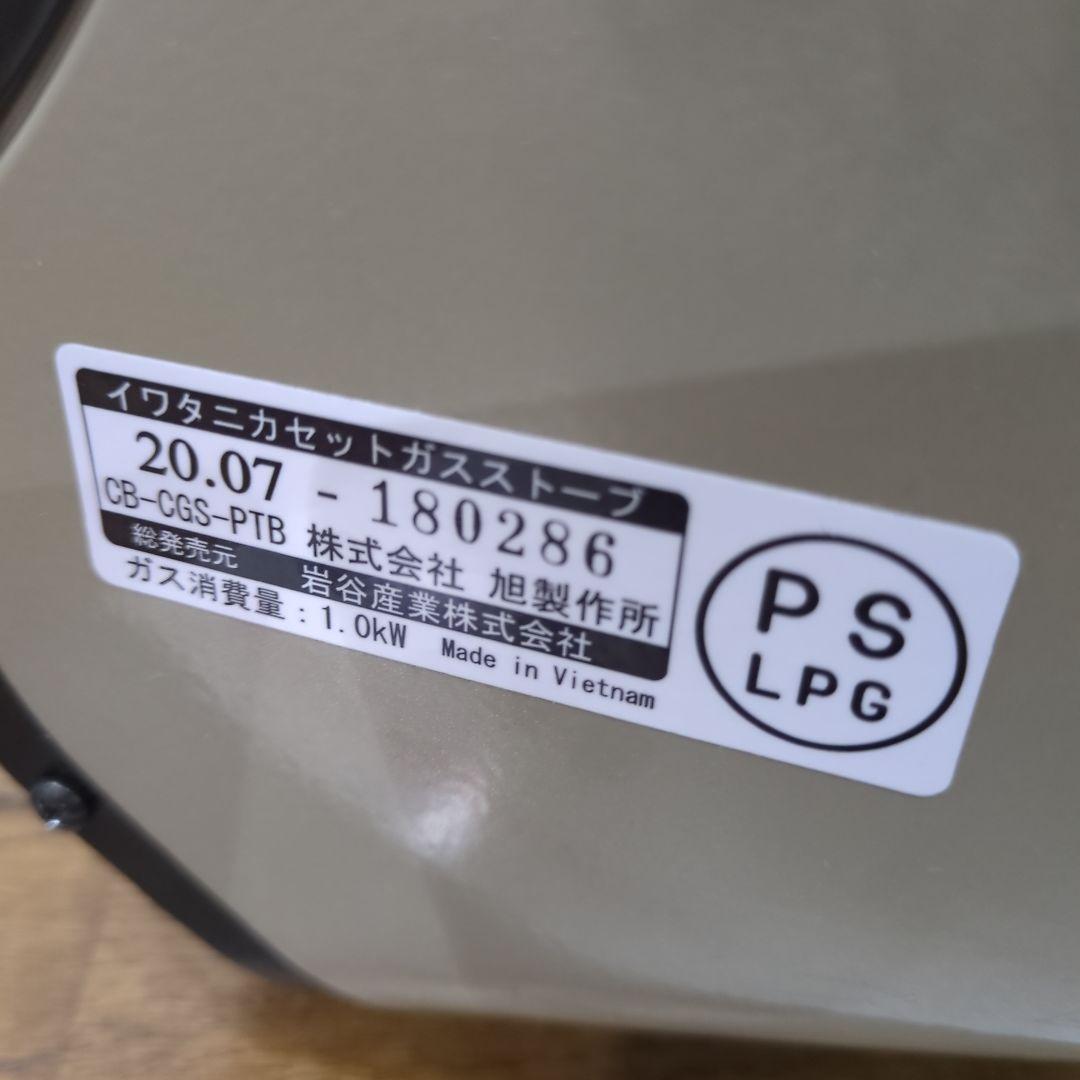 イワタニカセットガスストーブ
20.07 - 180286
CB-CGS-PTB 株式会社 旭製作所
総発売元 岩谷産業株式会社
ガス消費量:1.0kW Made in Vietnam
PS
LPG